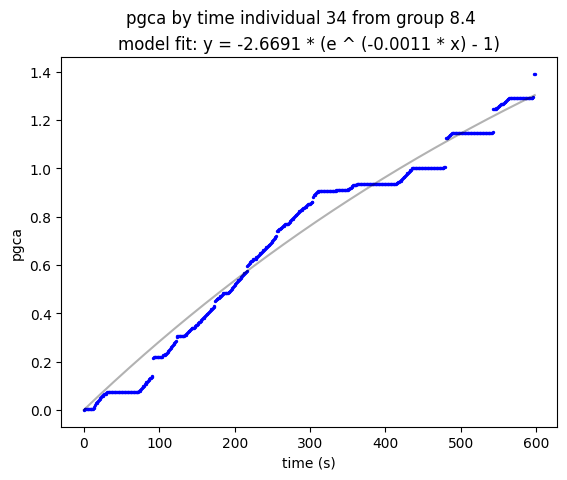 pgca by time individual 34 from group 8.4
model fit: y = -2.6691 * (e ^ (-0.0011 * x) - 1)
1.4
1.2
1.0
0.8
0.6
0.4
0.2
0.0
pgca
0 100 200 300 400 500 600
time (s)